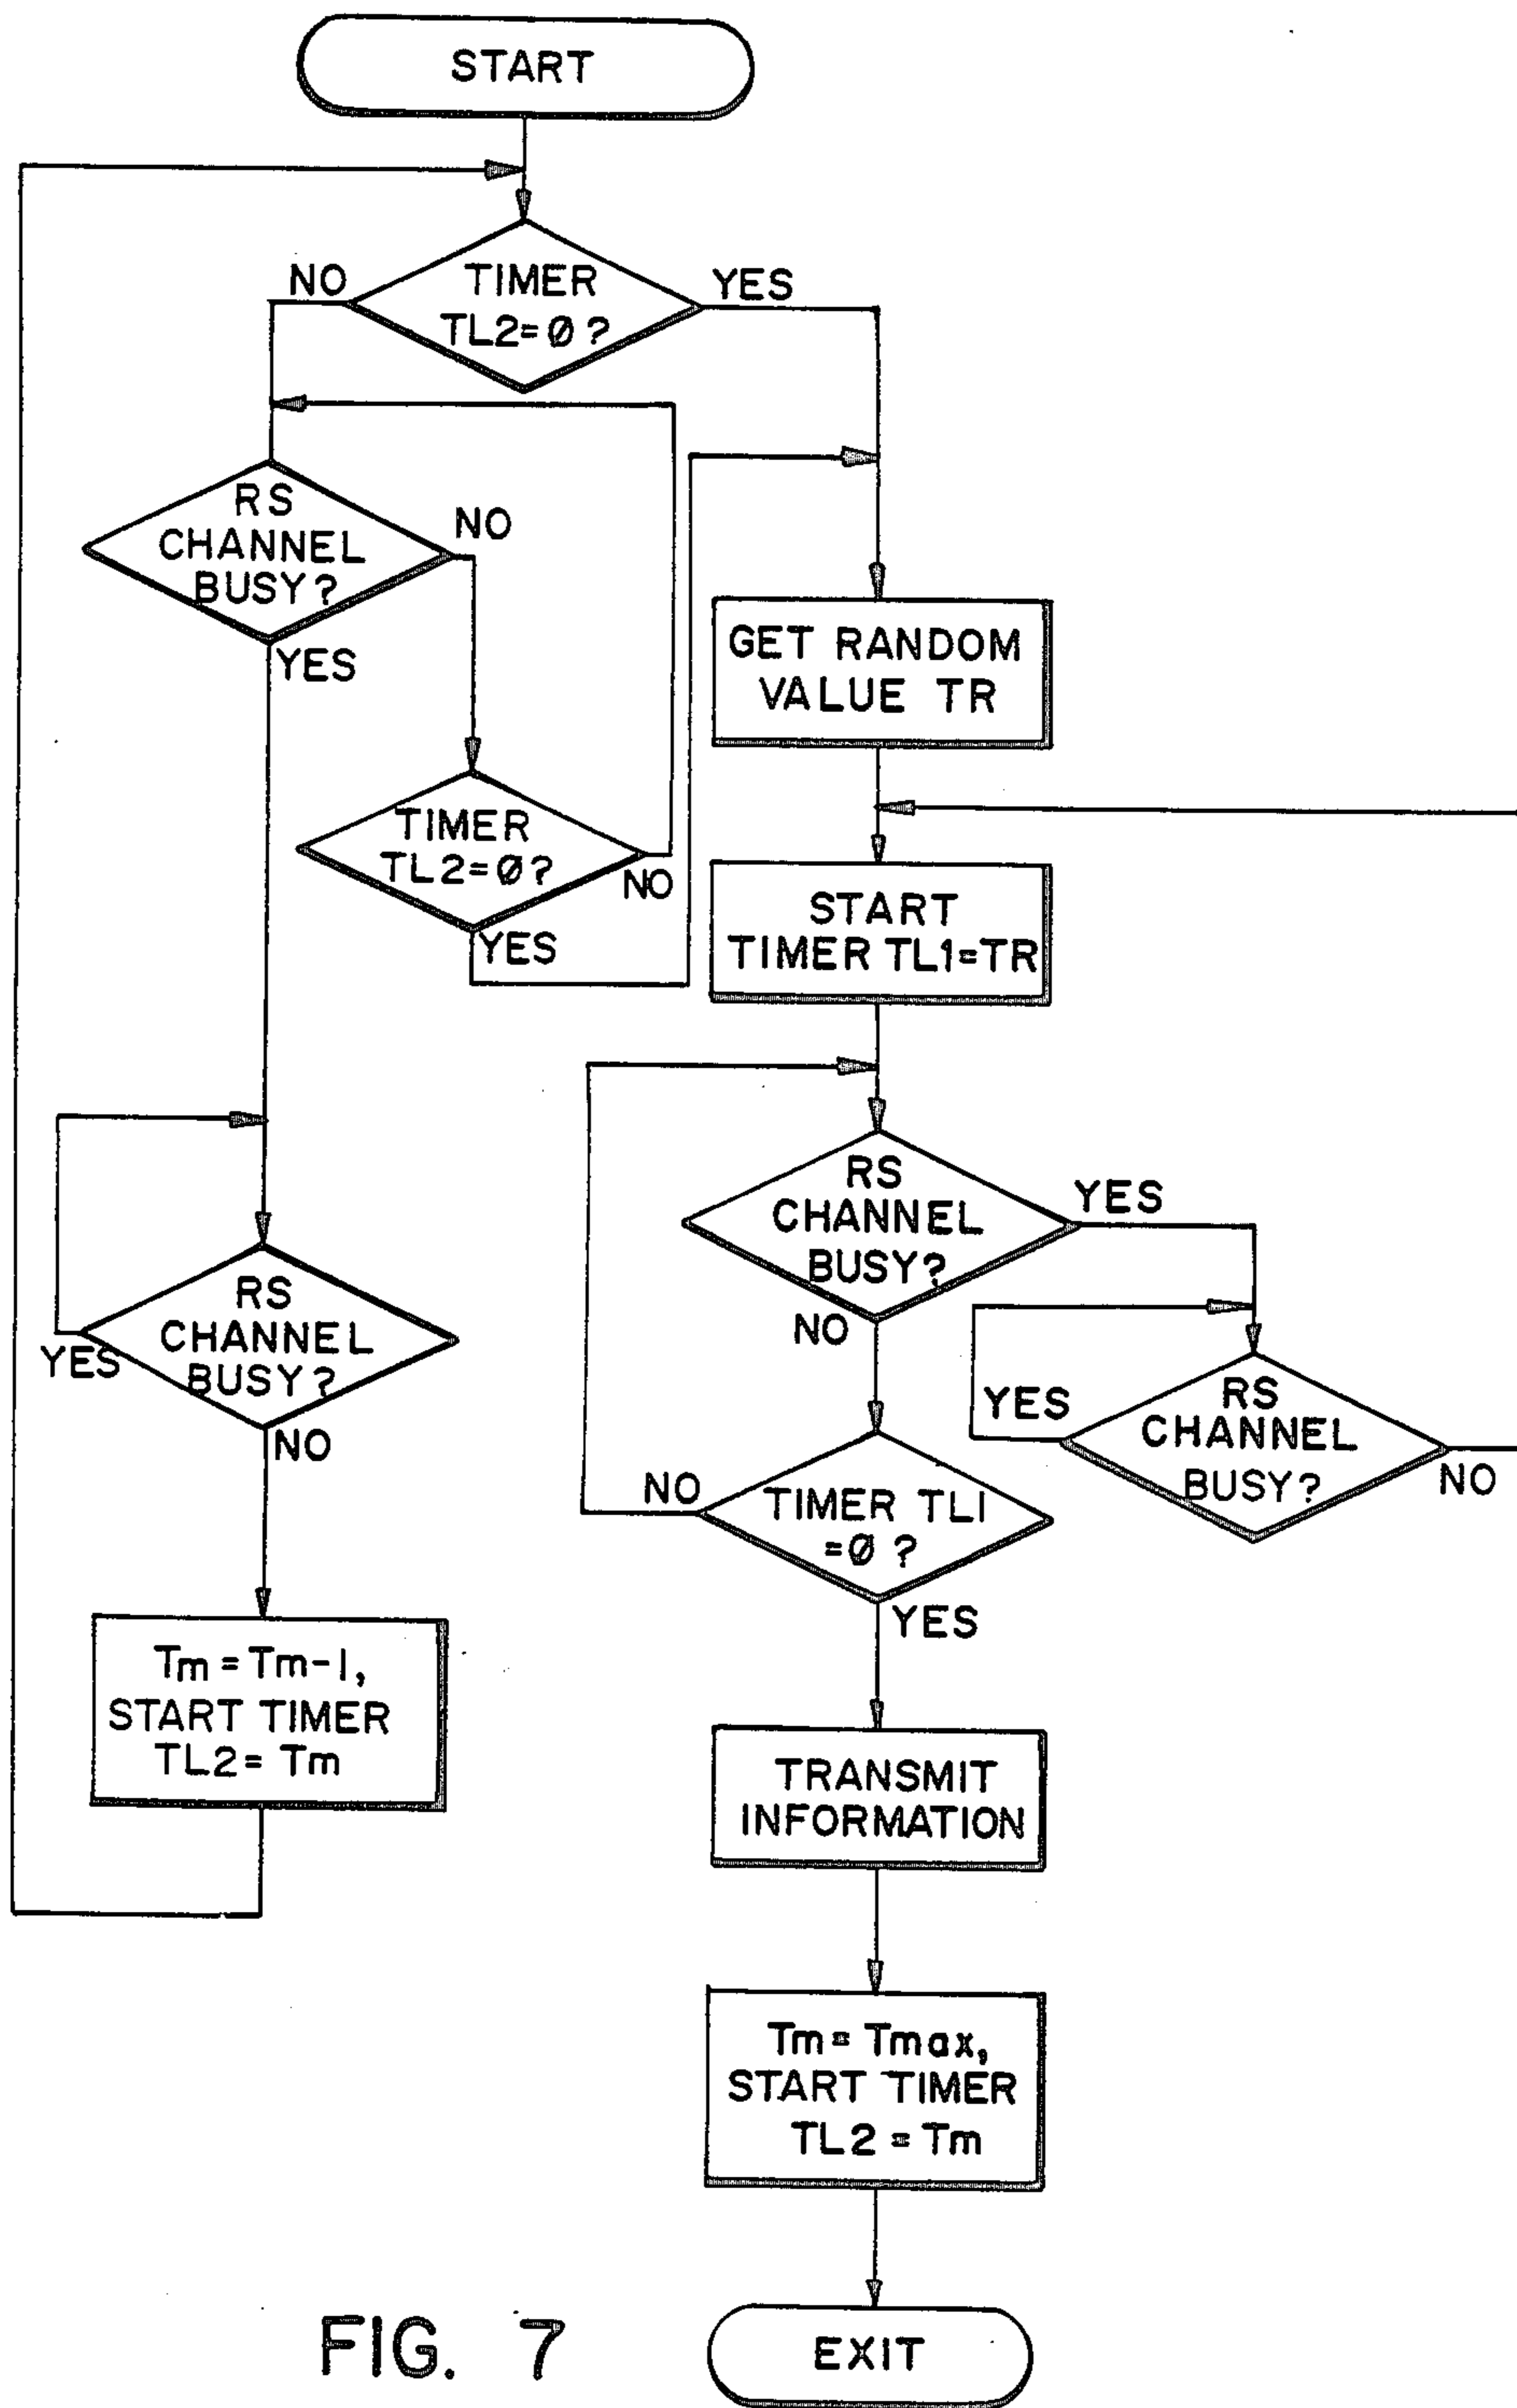 START
NO
TIMER
TL2=Ø?
YES
RS
CHANNEL
BUSY?
NO
YES
TIMER
TL2=Ø?
NO
YES
GET RANDOM
VALUE TR
START
TIMER TL1=TR
RS
CHANNEL
BUSY?
YES
NO
RS
CHANNEL
BUSY?
YES
NO
RS
CHANNEL
BUSY?
YES
NO
TIMER TL1
=Ø?
NO
YES
Tm=Tm-1,
START TIMER
TL2=Tm
TRANSMIT
INFORMATION
Tm=Tmax,
START TIMER
TL2=Tm
EXIT
FIG. 7